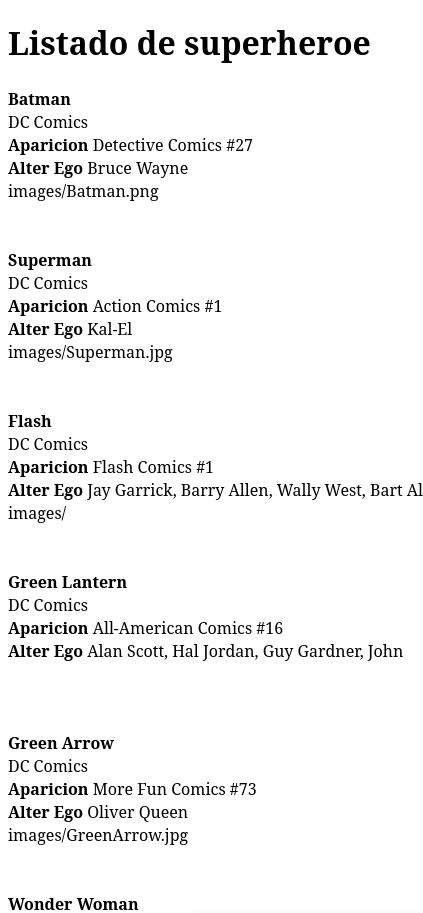 Listado de superheroe
Batman
DC Comics
Aparicion Detective Comics #27
Alter Ego Bruce Wayne
images/Batman.png
Superman
DC Comics
Aparicion Action Comics #1
Alter Ego Kal-El
images/Superman.jpg
Flash
DC Comics
Aparicion Flash Comics #1
Alter Ego Jay Garrick, Barry Allen, Wally West, Bart Al
images/
Green Lantern
DC Comics
Aparicion All-American Comics #16
Alter Ego Alan Scott, Hal Jordan, Guy Gardner, John
Green Arrow
DC Comics
Aparicion More Fun Comics #73
Alter Ego Oliver Queen
images/GreenArrow.jpg
Wonder Woman